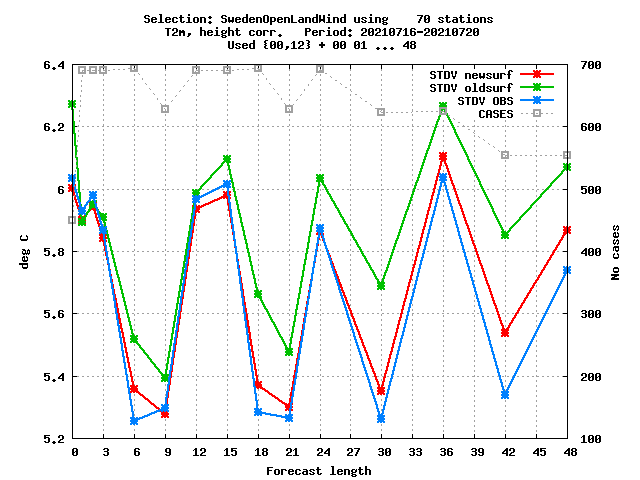 Selection: SwedenOpenLandWind using    70 stations
T2m, height corr.   Period: 20210716-20210720
Used {00,12} + 00 01 ... 48
STDV newsurf
STDV oldsurf
STDV OBS
CASES
6.4
6.2
6
5.8
5.6
5.4
5.2
deg C
700
600
500
400
300
200
100
No cases
0 3 6 9 12 15 18 21 24 27 30 33 36 39 42 45 48
Forecast length